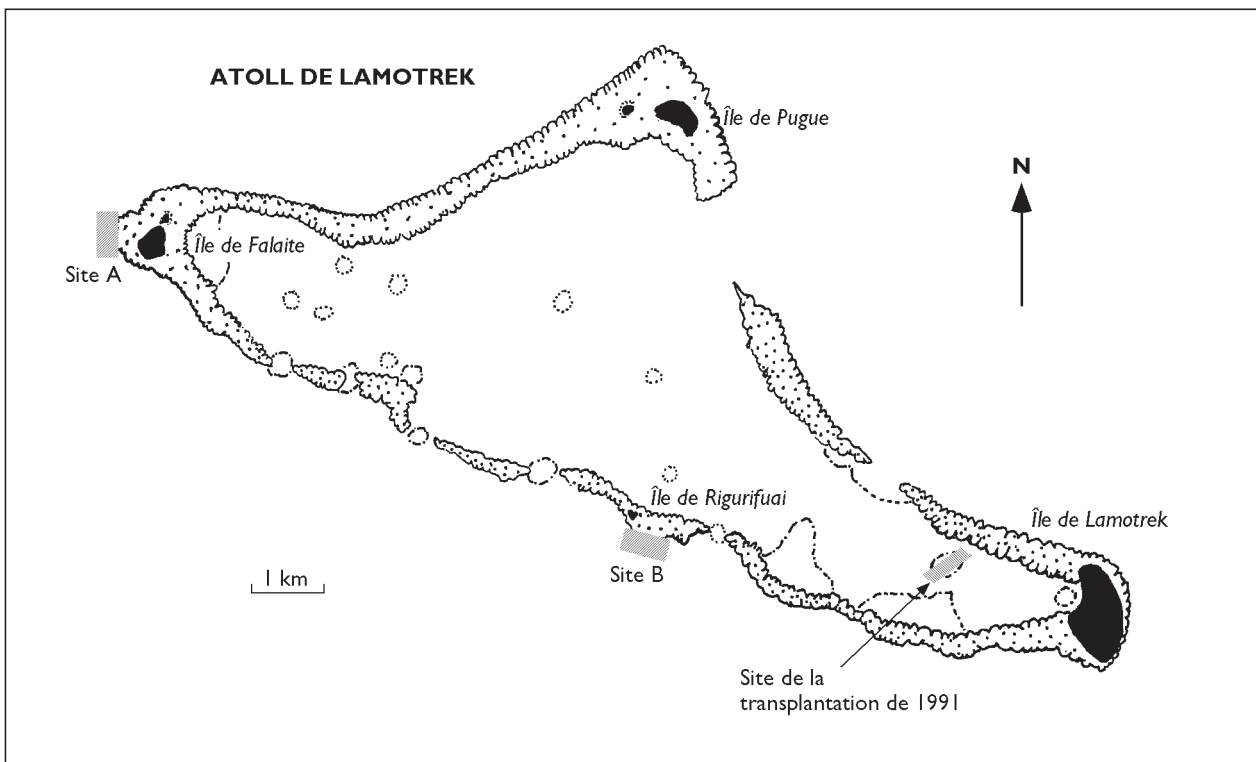 ATOLL DE LAMOTREK
Île de Pugue
N
Île de Falaite
Site A
Île de Rigurifuai
Île de Lamotrek
Site B
1 km
Site de la
transplantation de 1991